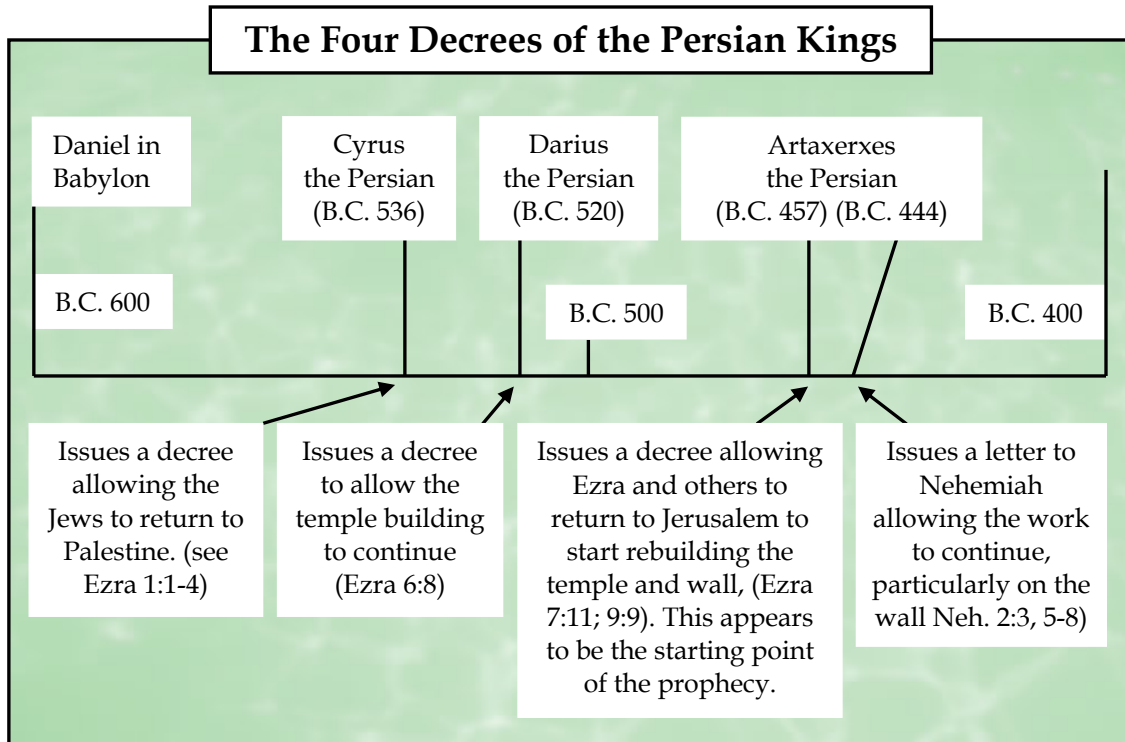 The Four Decrees of the Persian Kings
Daniel in
Babylon
Cyrus
the Persian
(B.C. 536)
Darius
the Persian
(B.C. 520)
Artaxerxes
the Persian
(B.C. 457) (B.C. 444)
B.C. 600
B.C. 500
B.C. 400
Issues a decree
allowing the
Jews to return to
Palestine. (see
Ezra 1:1-4)
Issues a decree
to allow the
temple building
to continue
(Ezra 6:8)
Issues a decree allowing
Ezra and others to
return to Jerusalem to
start rebuilding the
temple and wall, (Ezra
7:11; 9:9). This appears
to be the starting point
of the prophecy.
Issues a letter to
Nehemiah
allowing the work
to continue,
particularly on the
wall Neh. 2:3, 5-8)